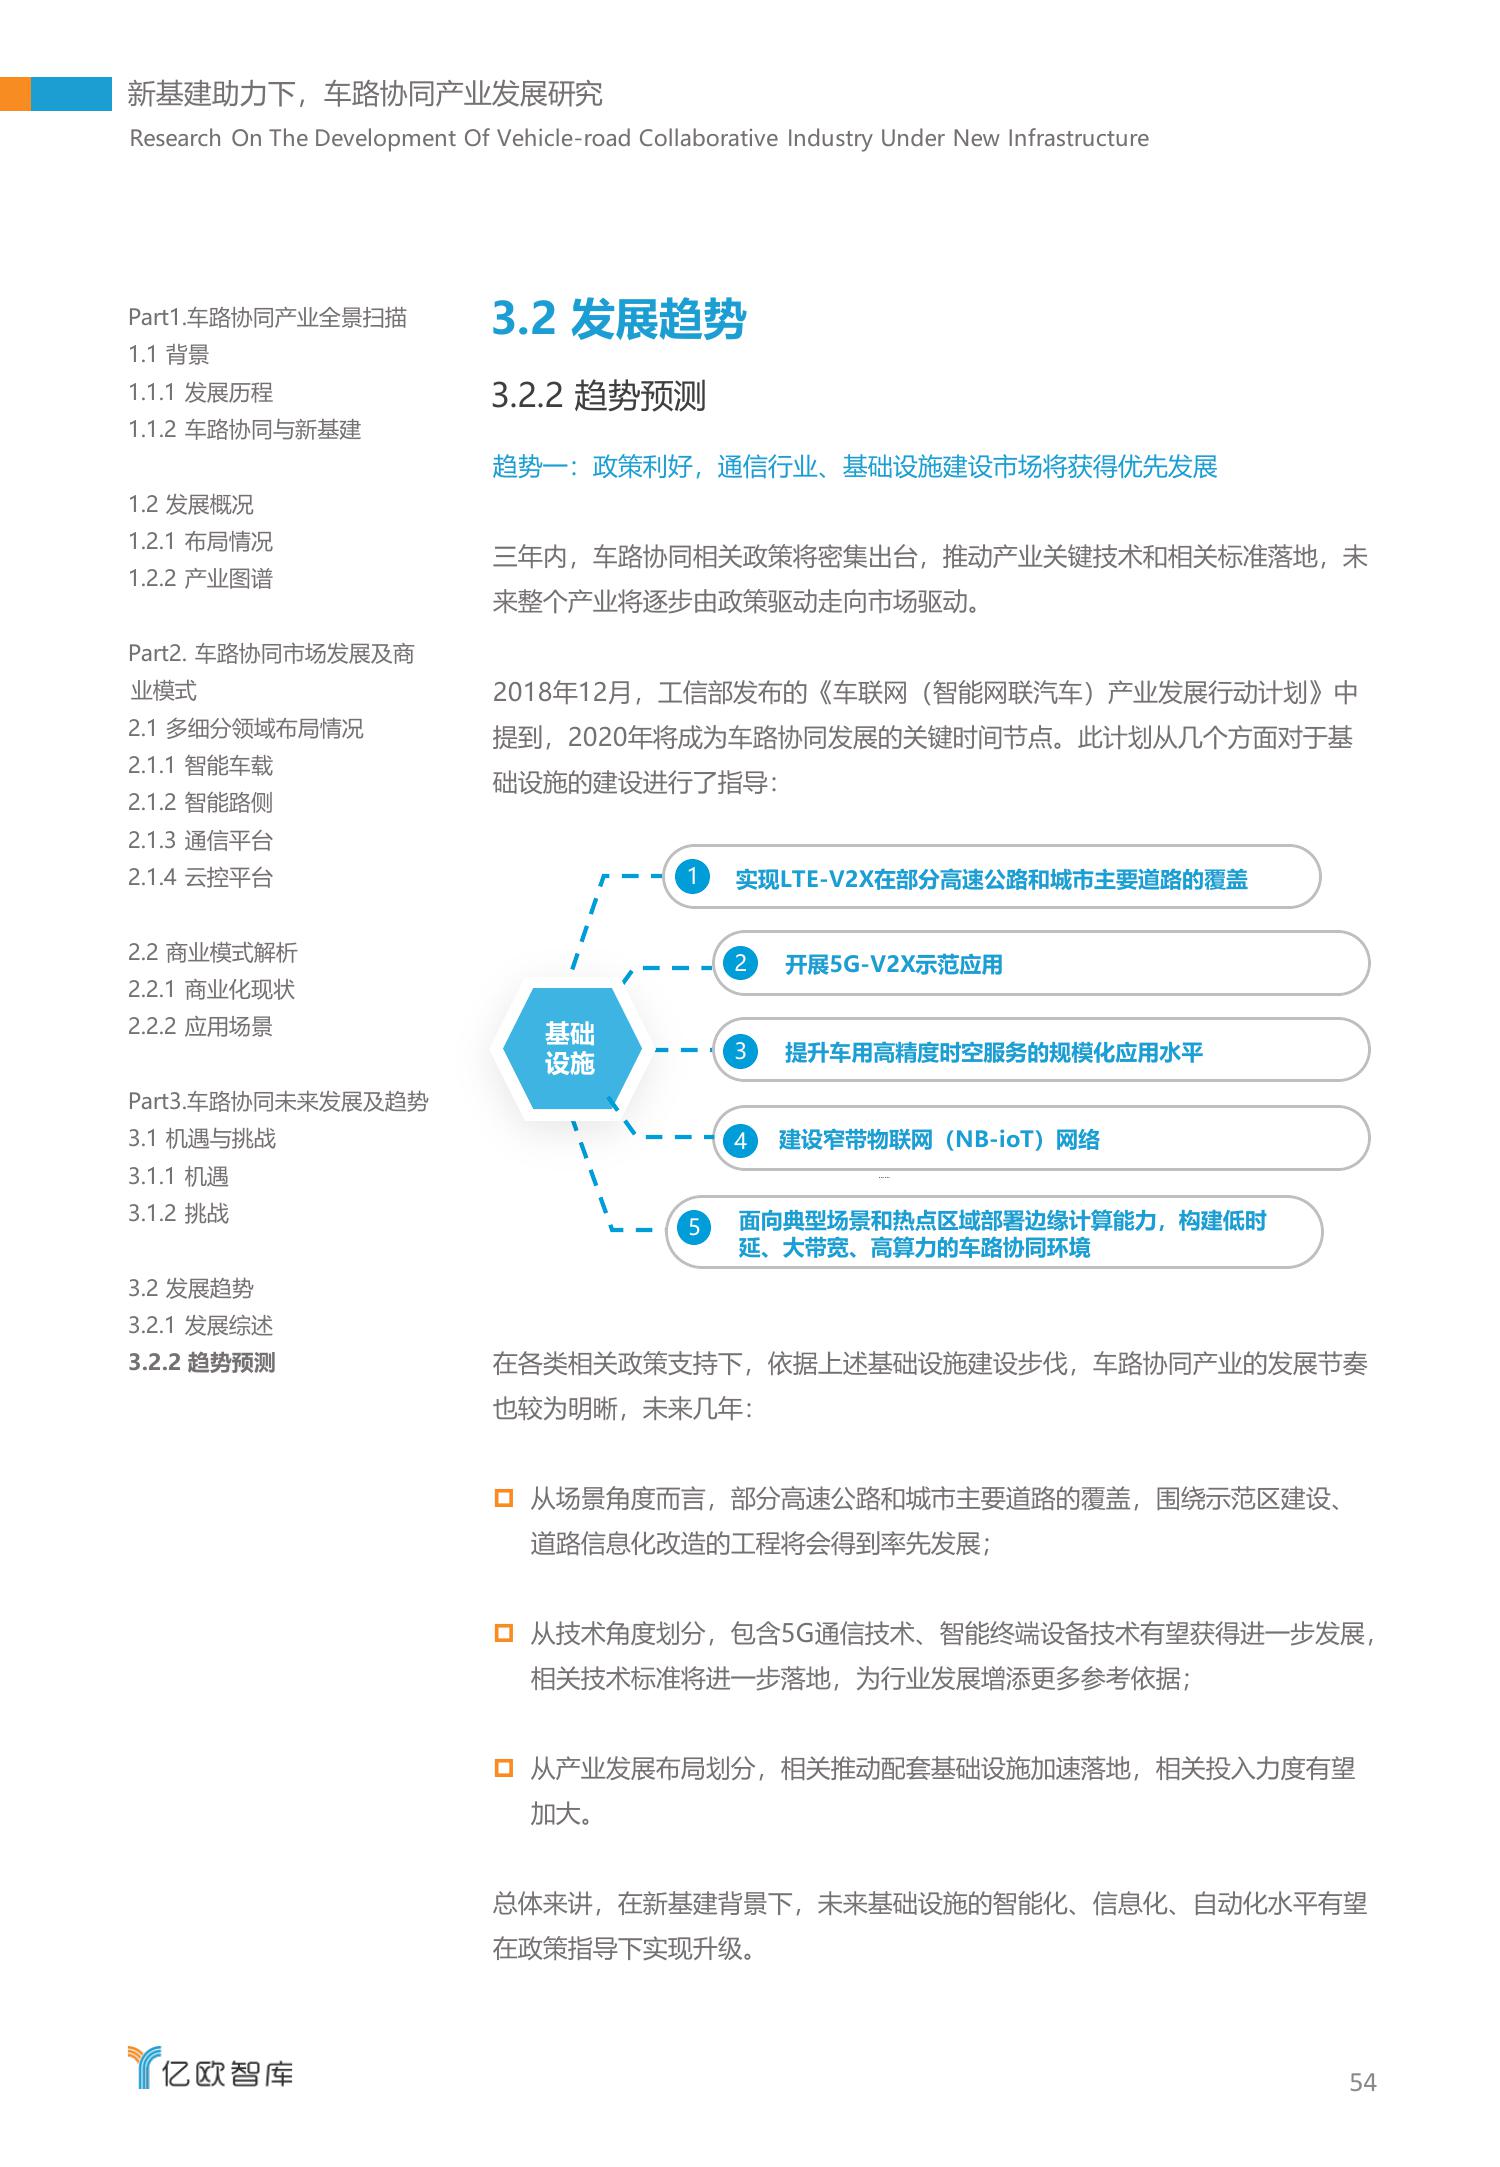 新基建助力下，车路协同产业发展研究
Research On The Development Of Vehicle-road Collaborative Industry Under New Infrastructure
Part1.车路协同产业全景扫描
1.1 背景
1.1.1 发展历程
1.1.2 车路协同与新基建
1.2 发展概况
1.2.1 布局情况
1.2.2 产业图谱
Part2. 车路协同市场发展及商
业模式
2.1 多细分领域布局情况
2.1.1 智能车载
2.1.2 智能路侧
2.1.3 通信平台
2.1.4 云控平台
2.2 商业模式解析
2.2.1 商业化现状
2.2.2 应用场景
Part3.车路协同未来发展及趋势
3.1 机遇与挑战
3.1.1 机遇
3.1.2 挑战
3.2 发展趋势
3.2.1 发展综述
3.2.2 趋势预测
3.2 发展趋势
3.2.2 趋势预测
趋势一：政策利好，通信行业、基础设施建设市场将获得优先发展
三年内，车路协同相关政策将密集出台，推动产业关键技术和相关标准落地，未
来整个产业将逐步由政策驱动走向市场驱动。
2018年12月，工信部发布的《车联网（智能网联汽车）产业发展行动计划》中
提到，2020年将成为车路协同发展的关键时间节点。此计划从几个方面对于基
础设施的建设进行了指导：
基础
设施
1 实现LTE-V2X在部分高速公路和城市主要道路的覆盖
2 开展5G-V2X示范应用
3 提升车用高精度时空服务的规模化应用水平
4 建设窄带物联网（NB-ioT）网络
……
5 面向典型场景和热点区域部署边缘计算能力，构建低时
延、大带宽、高算力的车路协同环境
在各类相关政策支持下，依据上述基础设施建设步伐，车路协同产业的发展节奏
也较为明晰，未来几年：
从场景角度而言，部分高速公路和城市主要道路的覆盖，围绕示范区建设、
道路信息化改造的工程将会得到率先发展；
从技术角度划分，包含5G通信技术、智能终端设备技术有望获得进一步发展，
相关技术标准将进一步落地，为行业发展增添更多参考依据；
从产业发展布局划分，相关推动配套基础设施加速落地，相关投入力度有望
加大。
总体来讲，在新基建背景下，未来基础设施的智能化、信息化、自动化水平有望
在政策指导下实现升级。
亿欧智库
54